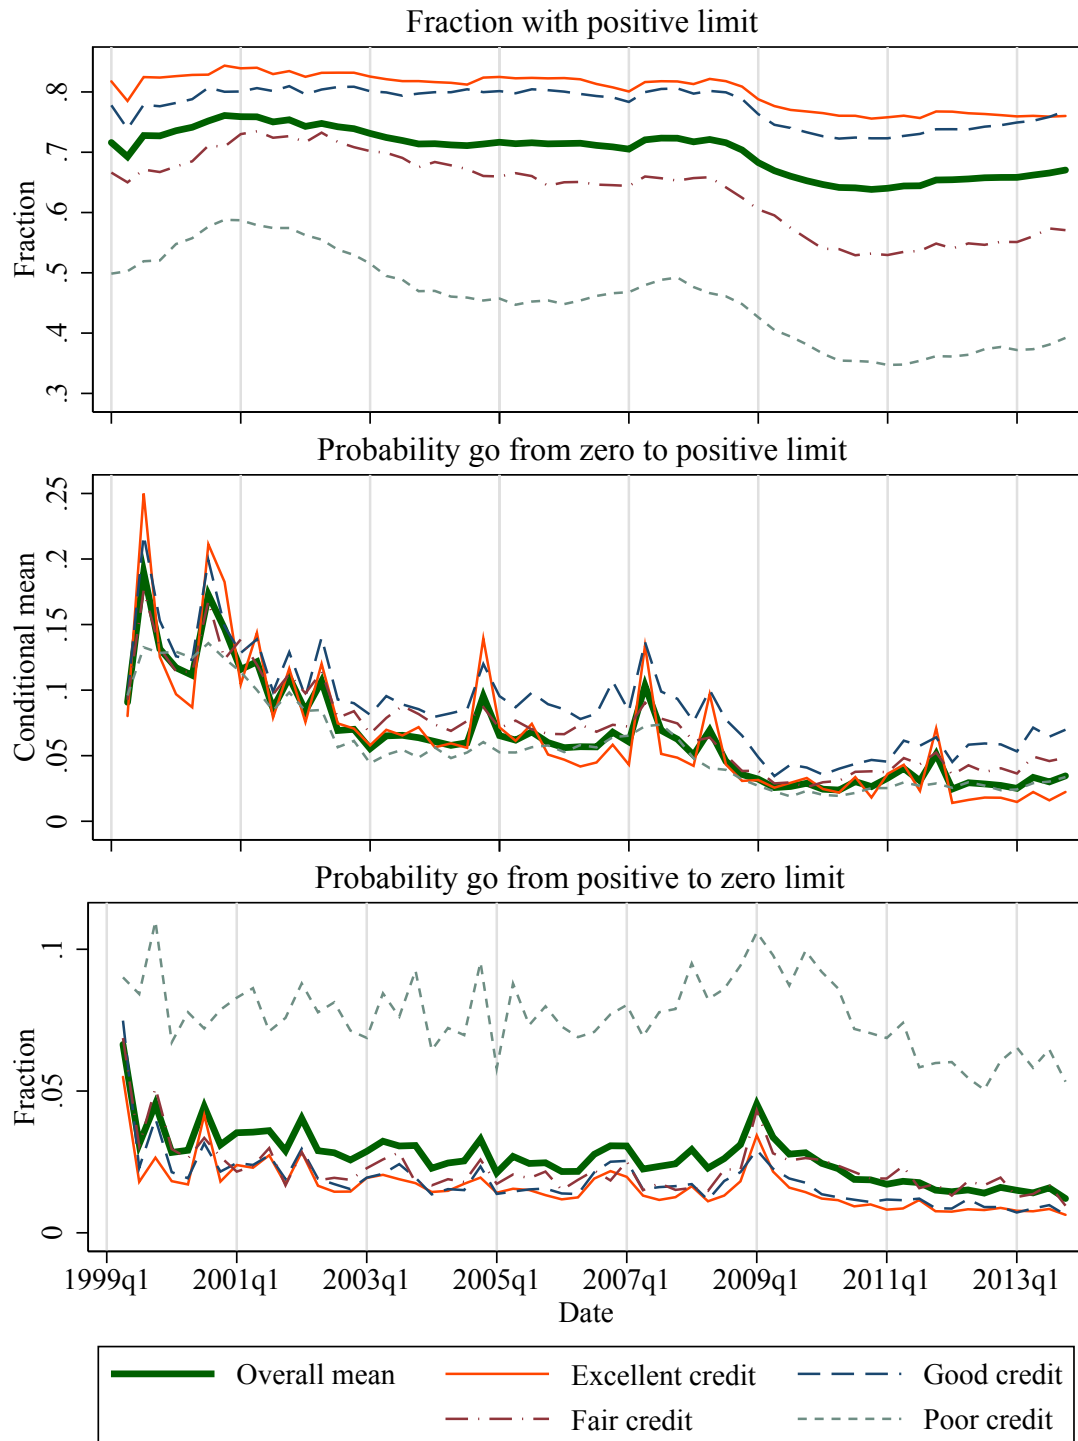 Fraction with positive limit
Fraction
.8
.7
.6
.5
.4
.3
Probability go from zero to positive limit
Conditional mean
.25
.2
.15
.1
.05
0
Probability go from positive to zero limit
Fraction
.1
.05
0
1999q1 2001q1 2003q1 2005q1 2007q1 2009q1 2011q1 2013q1
Date
Overall mean Excellent credit Good credit
Fair credit Poor credit